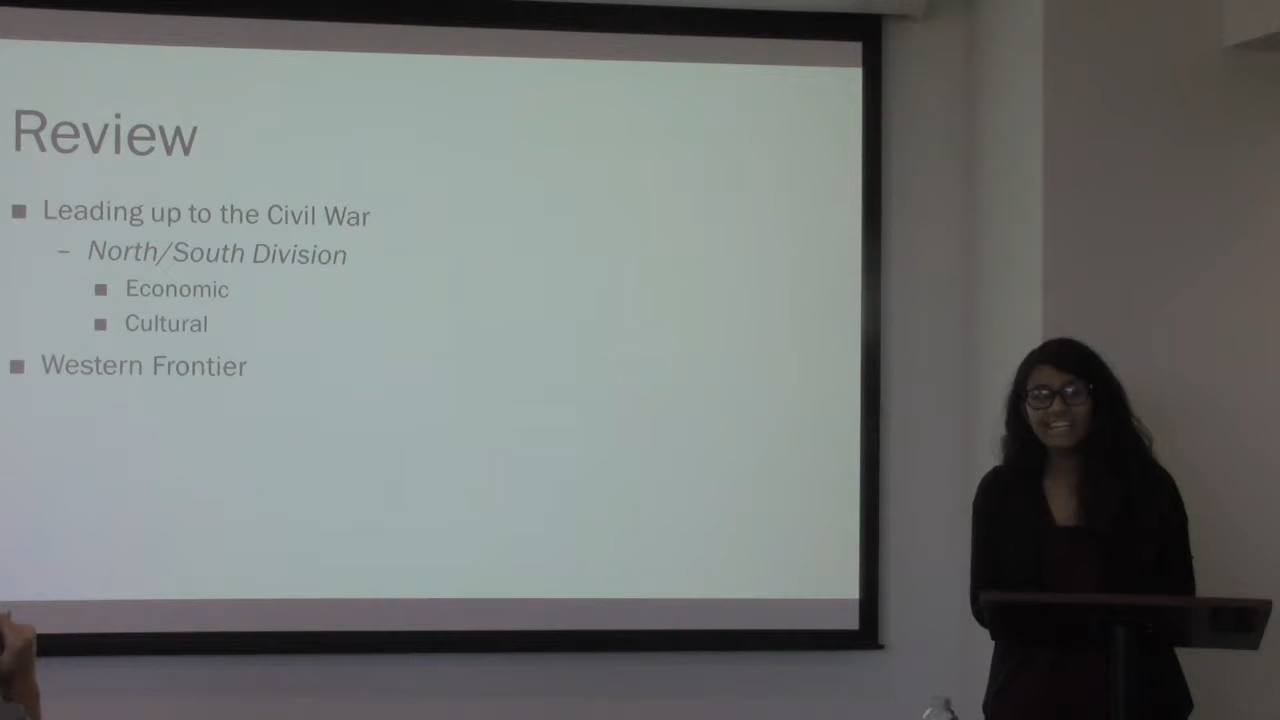 Review
■ Leading up to the Civil War
– North/South Division
■ Economic
■ Cultural
■ Western Frontier